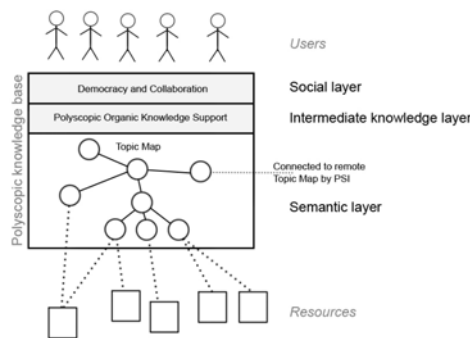 Users
Democracy and Collaboration
Social layer
Polyscopic Organic Knowledge Support
Intermediate knowledge layer
Polyscopic knowledge base
Topic Map
Connected to remote
Topic Map by PSI
Semantic layer
Resources